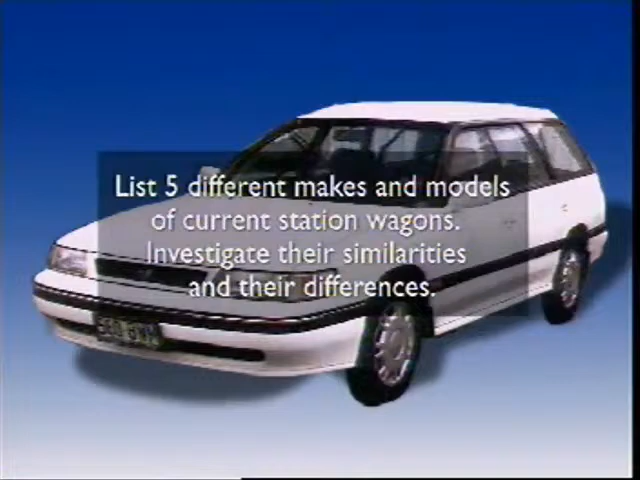 List 5 different makes and models
of current station wagons.
Investigate their similarities
and their differences.